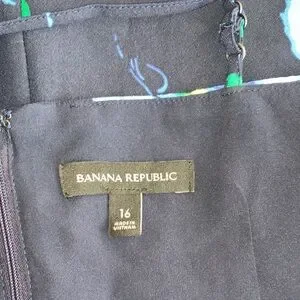 BANANA REPUBLIC
16
MADE IN
VIETNAM